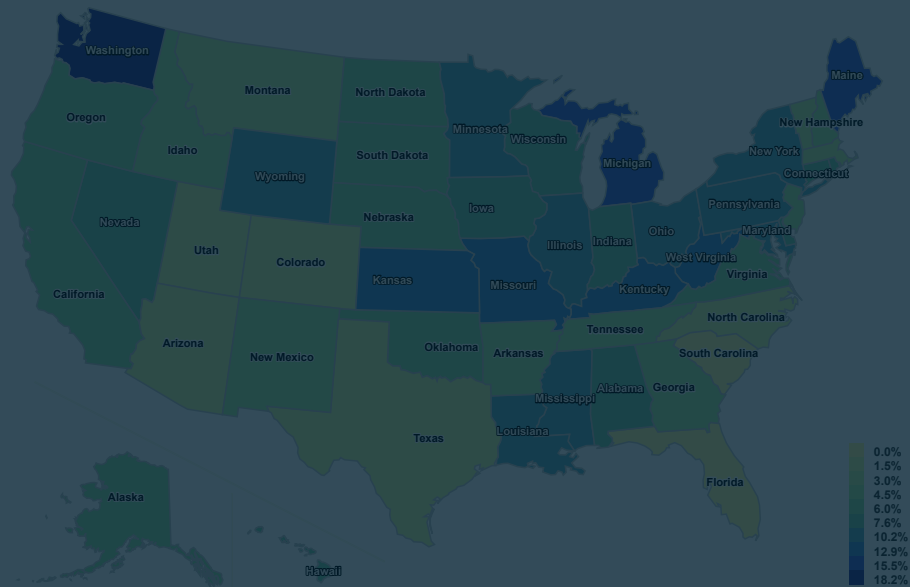 Washington
Maine
Montana
North Dakota
Oregon
New Hampshire
Minnesota
Wisconsin
Idaho
New York
South Dakota
Michigan
Wyoming
Connecticut
Pennsylvania
Iowa
Nebraska
Nevada
Maryland
Ohio
Indiana
Illinois
Utah
West Virginia
Colorado
Virginia
Kansas
Missouri
Kentucky
California
North Carolina
Tennessee
Arizona
Oklahoma
Arkansas
South Carolina
New Mexico
Alabama
Georgia
Mississippi
Louisiana
Texas
Florida
Alaska
Hawaii
0.0%
1.5%
3.0%
4.5%
6.0%
7.6%
10.2%
12.9%
15.5%
18.2%